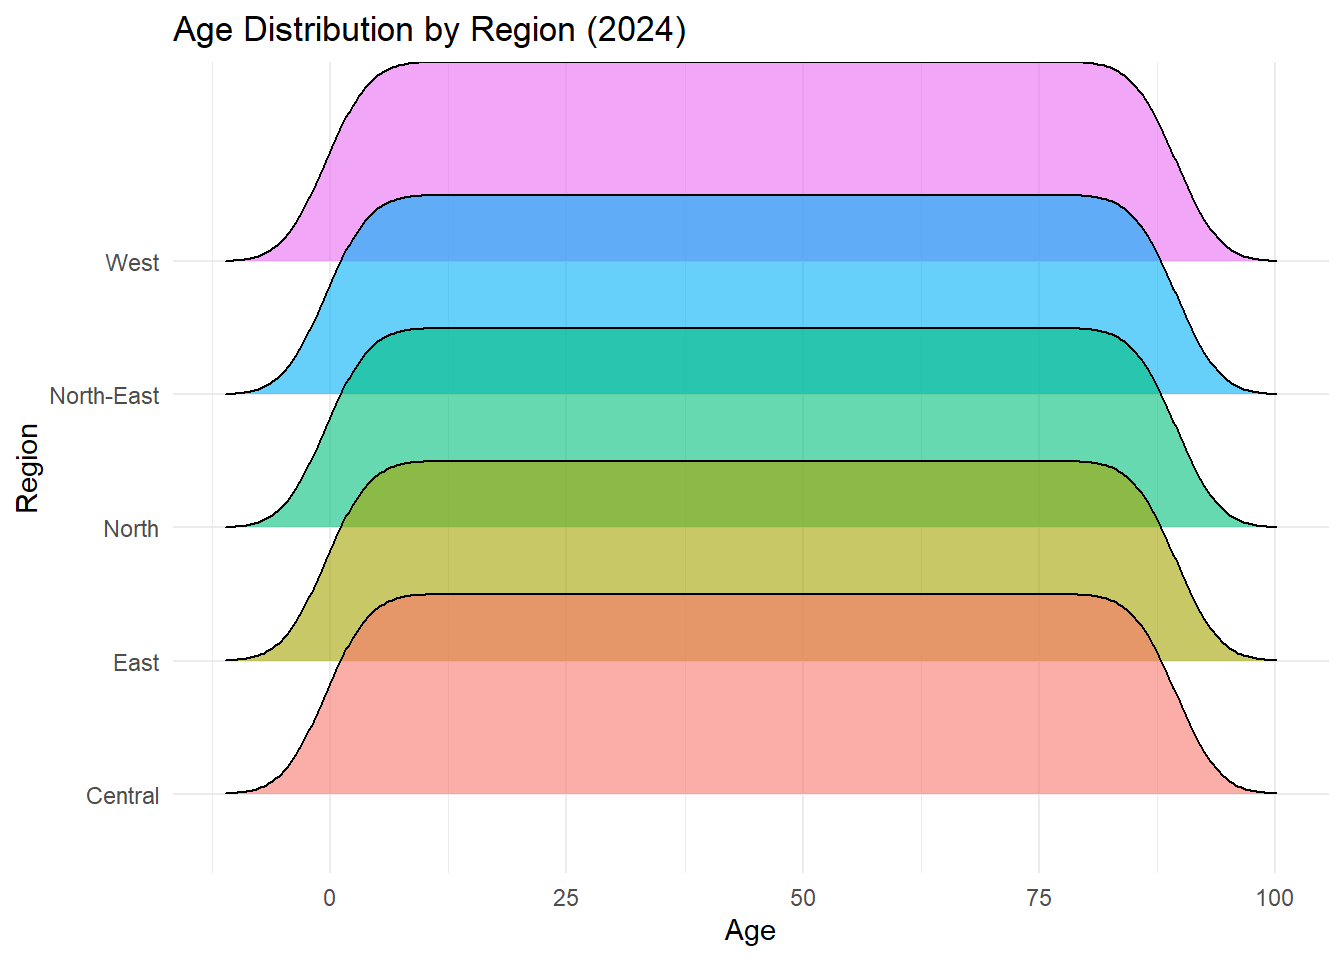 Age Distribution by Region (2024)
West
North-East
North
East
Central
Region
0 25 50 75 100
Age